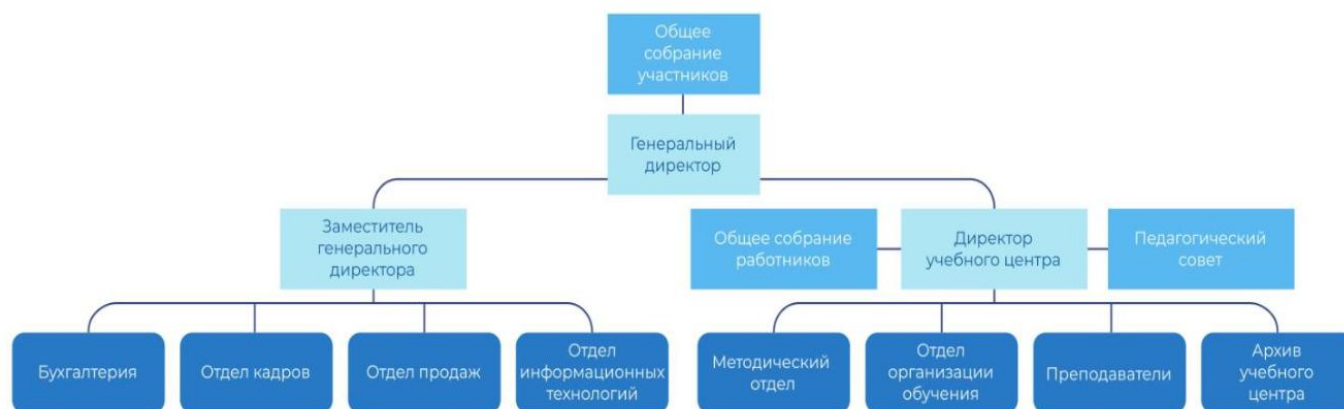 Общее
собрание
участников
Генеральный
директор
Заместитель
генерального
директора
Общее собрание
работников
Директор
учебного центра
Педагогический
совет
Бухгалтерия
Отдел кадров
Отдел продаж
Отдел
информационных
технологий
Методический
отдел
Отдел
организации
обучения
Преподаватели
Архив
учебного
центра